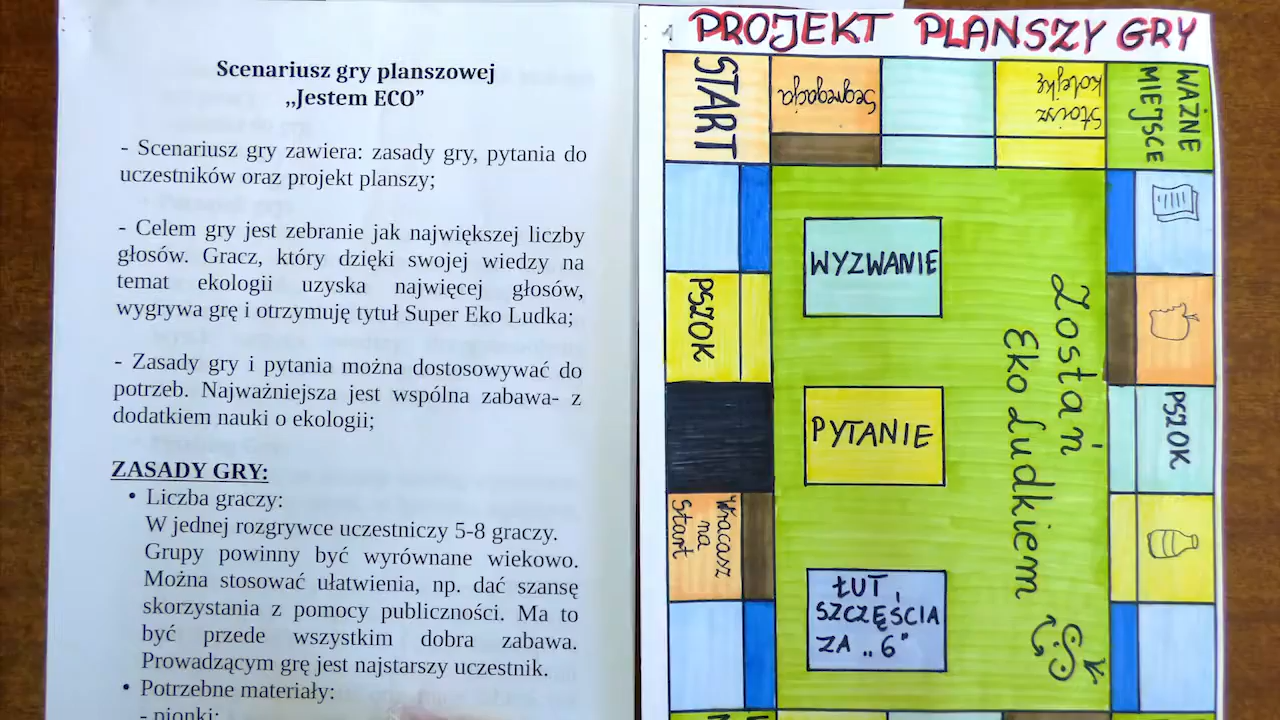 Scenariusz gry planszowej
,,Jestem ECO”
- Scenariusz gry zawiera: zasady gry, pytania do
uczestników oraz projekt planszy;
- Celem gry jest zebranie jak największej liczby
głosów. Gracz, który dzięki swojej wiedzy na
temat ekologii uzyska najwięcej głosów,
wygrywa grę i otrzymuję tytuł Super Eko Ludka;
- Zasady gry i pytania można dostosowywać do
potrzeb. Najważniejsza jest wspólna zabawa- z
dodatkiem nauki o ekologii;
ZASADY GRY:
• Liczba graczy:
W jednej rozgrywce uczestniczy 5-8 graczy.
Grupy powinny być wyrównane wiekowo.
Można stosować ułatwienia, np. dać szansę
skorzystania z pomocy publiczności. Ma to
być przede wszystkim dobra zabawa.
Prowadzącym grę jest najstarszy uczestnik.
• Potrzebne materiały:
- pionki;
1 PROJEKT PLANSZY GRY
START
Segregacja
Stoisz
kolejkę
WAŻNE
MIEJSCE
PSZOK
Wracasz
na
Start
WYZWANIE
PYTANIE
ŁUT
SZCZĘŚCIA
ZA „6"
Zostań
Eko Ludkiem
PSZOK